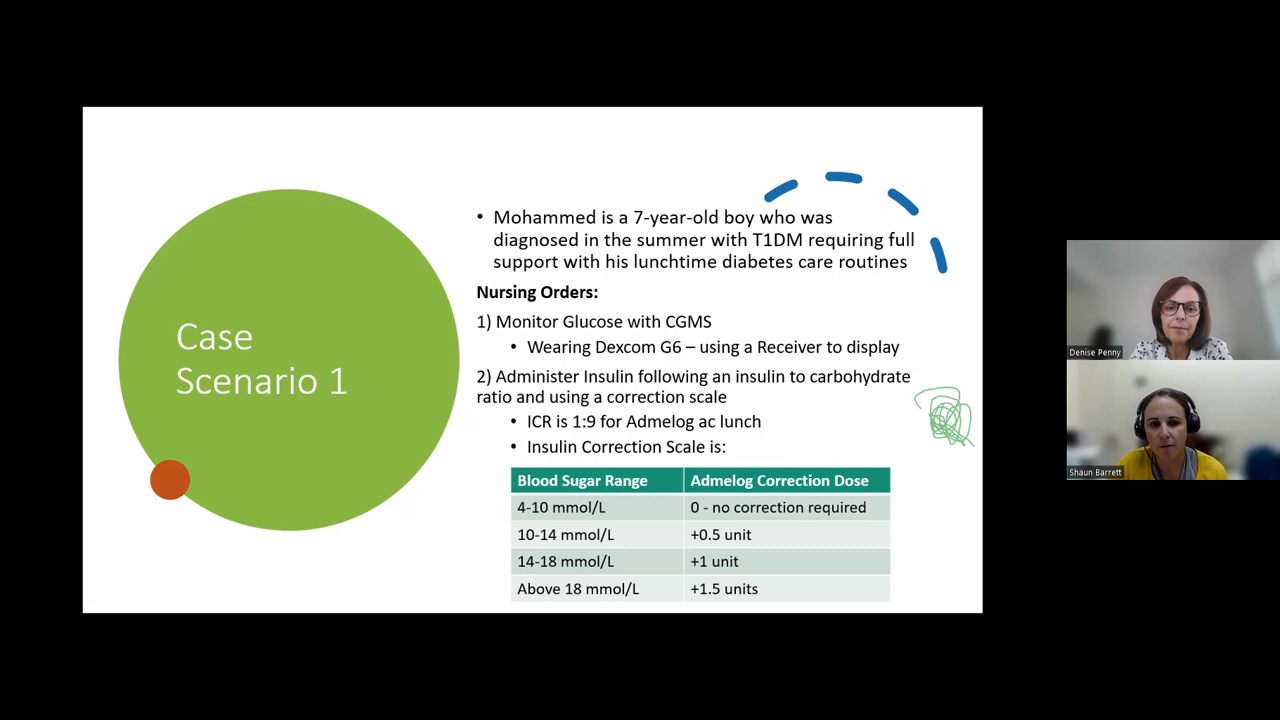 Case
Scenario 1
• Mohammed is a 7-year-old boy who was
diagnosed in the summer with T1DM requiring full
support with his lunchtime diabetes care routines
Nursing Orders:
1) Monitor Glucose with CGMS
• Wearing Dexcom G6 – using a Receiver to display
2) Administer Insulin following an insulin to carbohydrate
ratio and using a correction scale
• ICR is 1:9 for Admelog ac lunch
• Insulin Correction Scale is:
Blood Sugar Range Admelog Correction Dose
4-10 mmol/L 0 - no correction required
10-14 mmol/L +0.5 unit
14-18 mmol/L +1 unit
Above 18 mmol/L +1.5 units
Denise Penny
Shaun Barrett